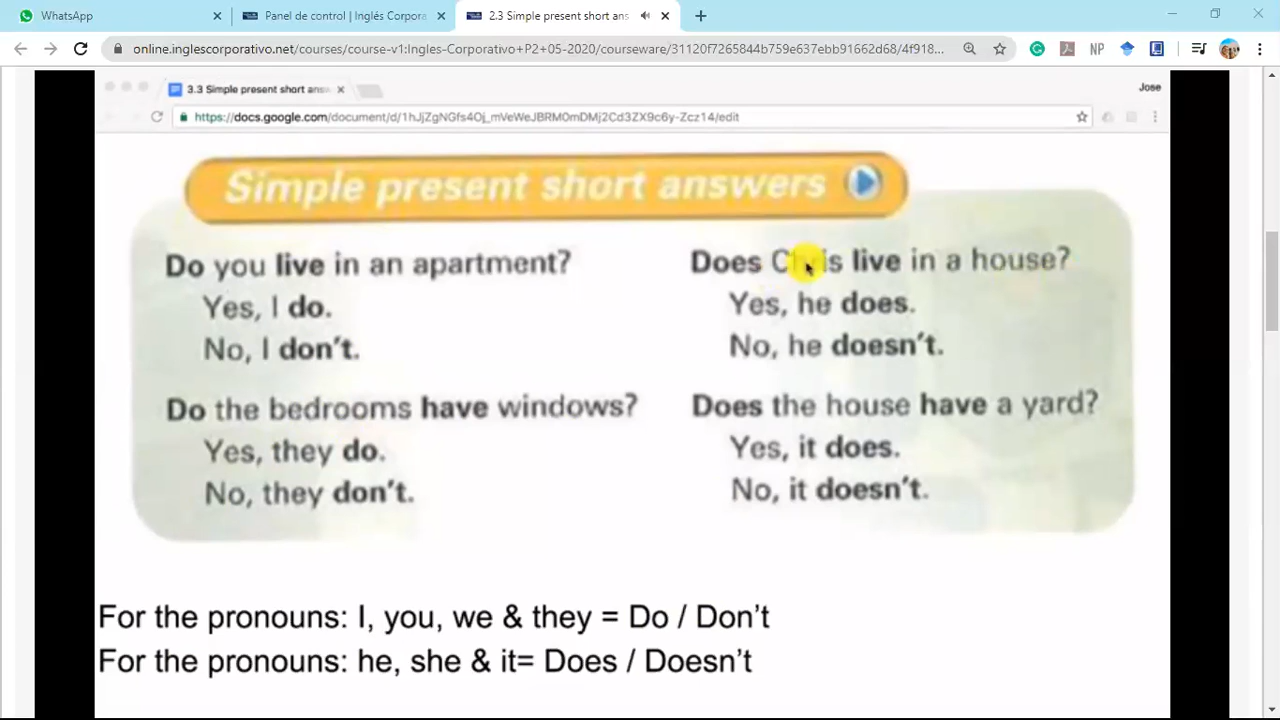 WhatsApp
Panel de control | Inglés Corpora
2.3 Simple present short ans
online.inglescorporativo.net/courses/course-v1:Ingles-Corporativo+P2+05-2020/courseware/31120f7265844b759e637ebb91662d68/4f918...
NP
3.3 Simple present short answ
Jose
https://docs.google.com/document/d/1hJjZgNGfs4Oj_mVeWeJBRM0mDMj2Cd3ZX9c6y-Zcz14/edit
Simple present short answers
Do you live in an apartment?
Yes, I do.
No, I don't.
Does Chris live in a house?
Yes, he does.
No, he doesn't.
Do the bedrooms have windows?
Yes, they do.
No, they don't.
Does the house have a yard?
Yes, it does.
No, it doesn't.
For the pronouns: I, you, we & they = Do / Don't
For the pronouns: he, she & it= Does / Doesn't